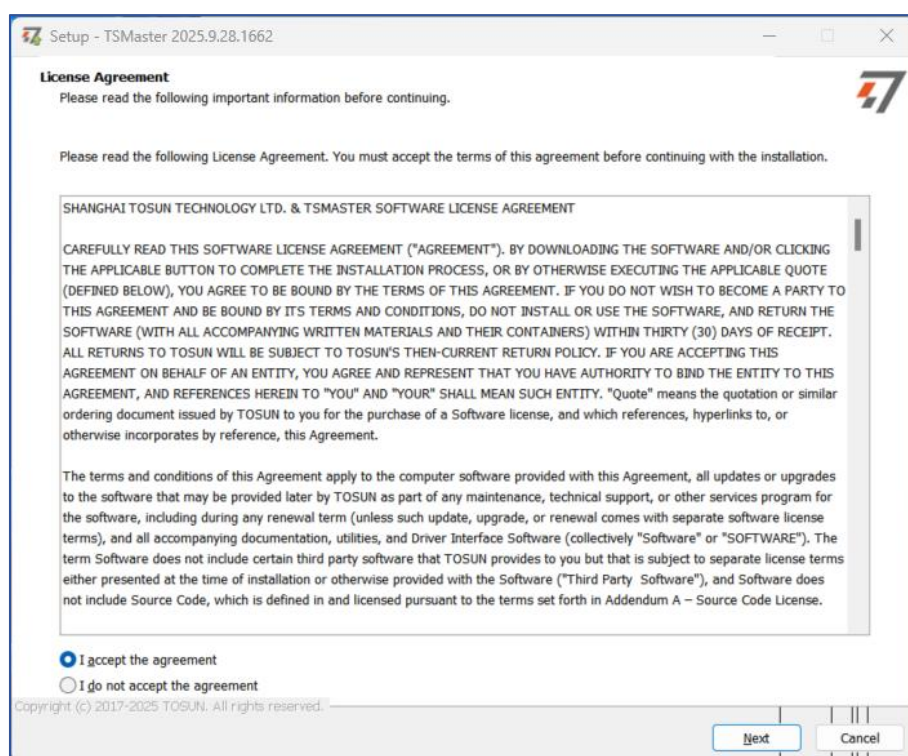 Setup - TSMaster 2025.9.28.1662
License Agreement
Please read the following important information before continuing.
Please read the following License Agreement. You must accept the terms of this agreement before continuing with the installation.
SHANGHAI TOSUN TECHNOLOGY LTD. & TSMASTER SOFTWARE LICENSE AGREEMENT
CAREFULLY READ THIS SOFTWARE LICENSE AGREEMENT ("AGREEMENT"). BY DOWNLOADING THE SOFTWARE AND/OR CLICKING
THE APPLICABLE BUTTON TO COMPLETE THE INSTALLATION PROCESS, OR BY OTHERWISE EXECUTING THE APPLICABLE QUOTE
(DEFINED BELOW), YOU AGREE TO BE BOUND BY THE TERMS OF THIS AGREEMENT. IF YOU DO NOT WISH TO BECOME A PARTY TO
THIS AGREEMENT AND BE BOUND BY ITS TERMS AND CONDITIONS, DO NOT INSTALL OR USE THE SOFTWARE, AND RETURN THE
SOFTWARE (WITH ALL ACCOMPANYING WRITTEN MATERIALS AND THEIR CONTAINERS) WITHIN THIRTY (30) DAYS OF RECEIPT.
ALL RETURNS TO TOSUN WILL BE SUBJECT TO TOSUN'S THEN-CURRENT RETURN POLICY. IF YOU ARE ACCEPTING THIS
AGREEMENT ON BEHALF OF AN ENTITY, YOU AGREE AND REPRESENT THAT YOU HAVE AUTHORITY TO BIND THE ENTITY TO THIS
AGREEMENT, AND REFERENCES HEREIN TO "YOU" AND "YOUR" SHALL MEAN SUCH ENTITY. "Quote" means the quotation or similar
ordering document issued by TOSUN to you for the purchase of a Software license, and which references, hyperlinks to, or
otherwise incorporates by reference, this Agreement.
The terms and conditions of this Agreement apply to the computer software provided with this Agreement, all updates or upgrades
to the software that may be provided later by TOSUN as part of any maintenance, technical support, or other services program for
the software, including during any renewal term (unless such update, upgrade, or renewal comes with separate software license
terms), and all accompanying documentation, utilities, and Driver Interface Software (collectively "Software" or "SOFTWARE"). The
term Software does not include certain third party software that TOSUN provides to you but that is subject to separate license terms
either presented at the time of installation or otherwise provided with the Software ("Third Party  Software"), and Software does
not include Source Code, which is defined in and licensed pursuant to the terms set forth in Addendum A – Source Code License.
I accept the agreement
I do not accept the agreement
Copyright (c) 2017-2025 TOSUN. All rights reserved.
Next
Cancel